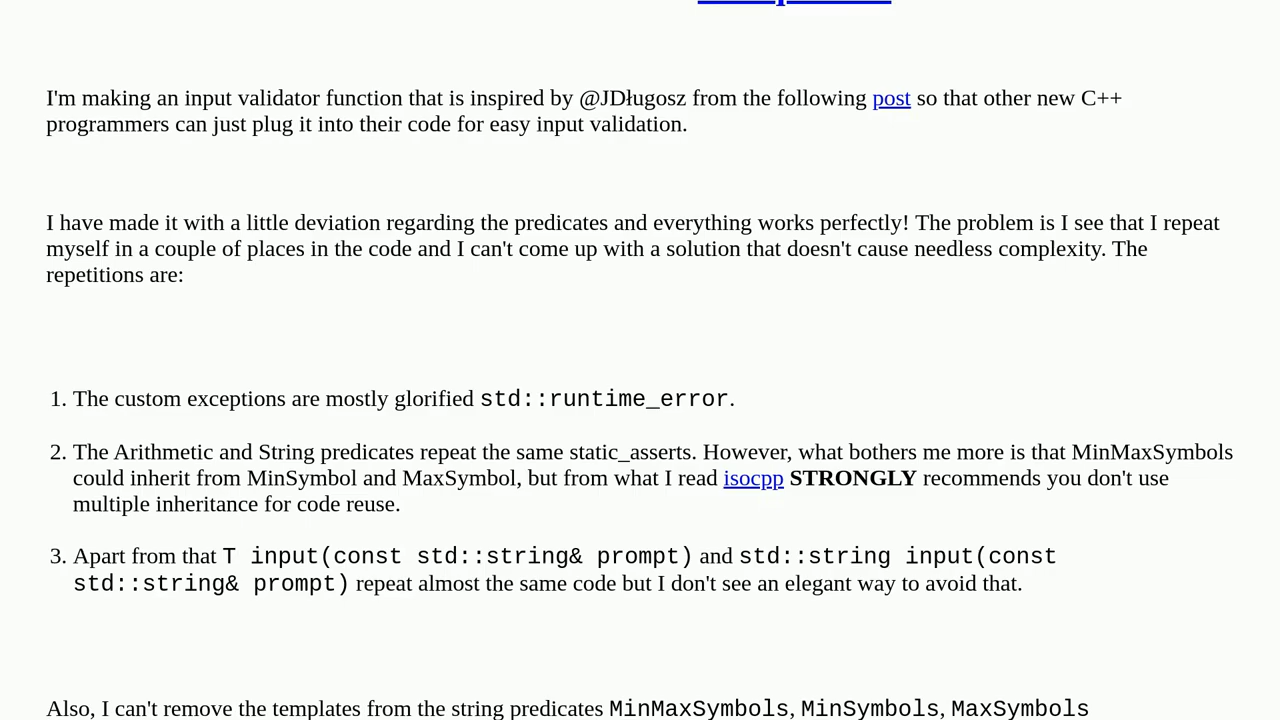 I'm making an input validator function that is inspired by @JDługosz from the following post so that other new C++
programmers can just plug it into their code for easy input validation.
I have made it with a little deviation regarding the predicates and everything works perfectly! The problem is I see that I repeat
myself in a couple of places in the code and I can't come up with a solution that doesn't cause needless complexity. The
repetitions are:
1. The custom exceptions are mostly glorified std::runtime_error.
2. The Arithmetic and String predicates repeat the same static_asserts. However, what bothers me more is that MinMaxSymbols
could inherit from MinSymbol and MaxSymbol, but from what I read isocpp STRONGLY recommends you don't use
multiple inheritance for code reuse.
3. Apart from that T input(const std::string& prompt) and std::string input(const
std::string& prompt) repeat almost the same code but I don't see an elegant way to avoid that.
Also, I can't remove the templates from the string predicates MinMaxSymbols, MinSymbols, MaxSymbols